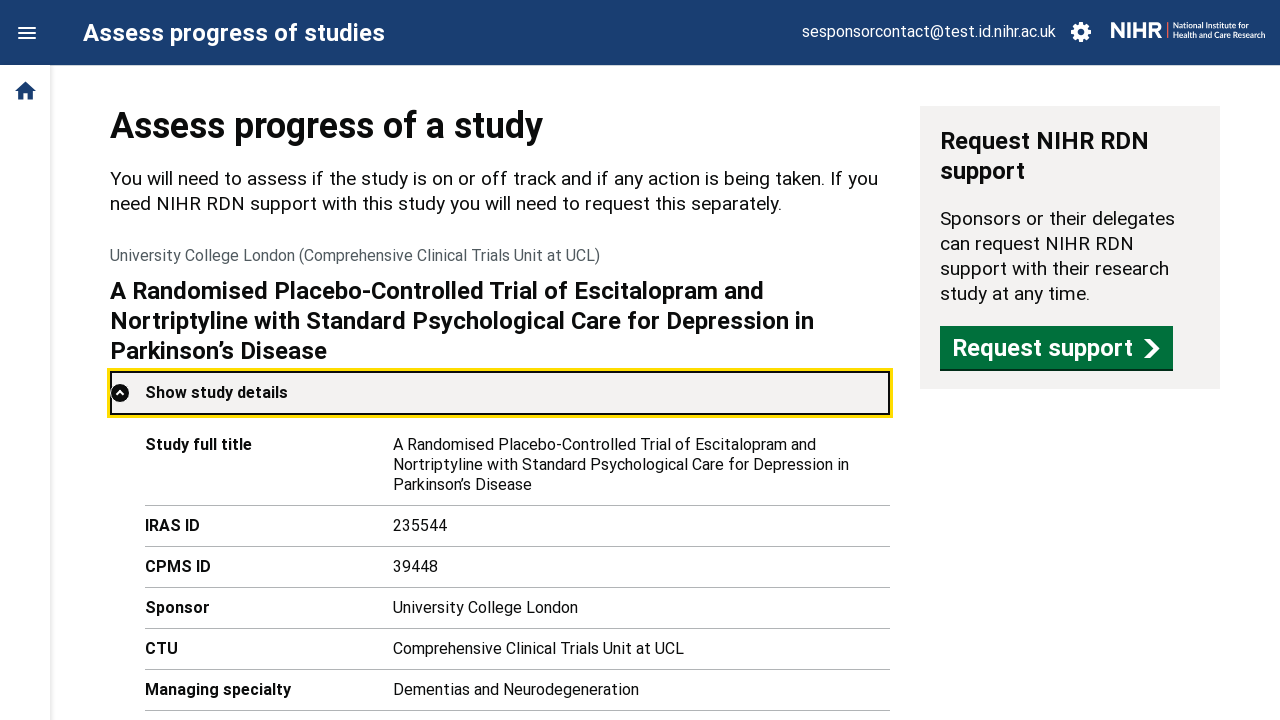 Assess progress of studies
sesponsorcontact@test.id.nihr.ac.uk
NIHR | National Institute for
Health and Care Research
Assess progress of a study
You will need to assess if the study is on or off track and if any action is being taken. If you
need NIHR RDN support with this study you will need to request this separately.
University College London (Comprehensive Clinical Trials Unit at UCL)
A Randomised Placebo-Controlled Trial of Escitalopram and
Nortriptyline with Standard Psychological Care for Depression in
Parkinson’s Disease
Show study details
Study full title
A Randomised Placebo-Controlled Trial of Escitalopram and
Nortriptyline with Standard Psychological Care for Depression in
Parkinson’s Disease
IRAS ID
235544
CPMS ID
39448
Sponsor
University College London
CTU
Comprehensive Clinical Trials Unit at UCL
Managing specialty
Dementias and Neurodegeneration
Request NIHR RDN
support
Sponsors or their delegates
can request NIHR RDN
support with their research
study at any time.
Request support